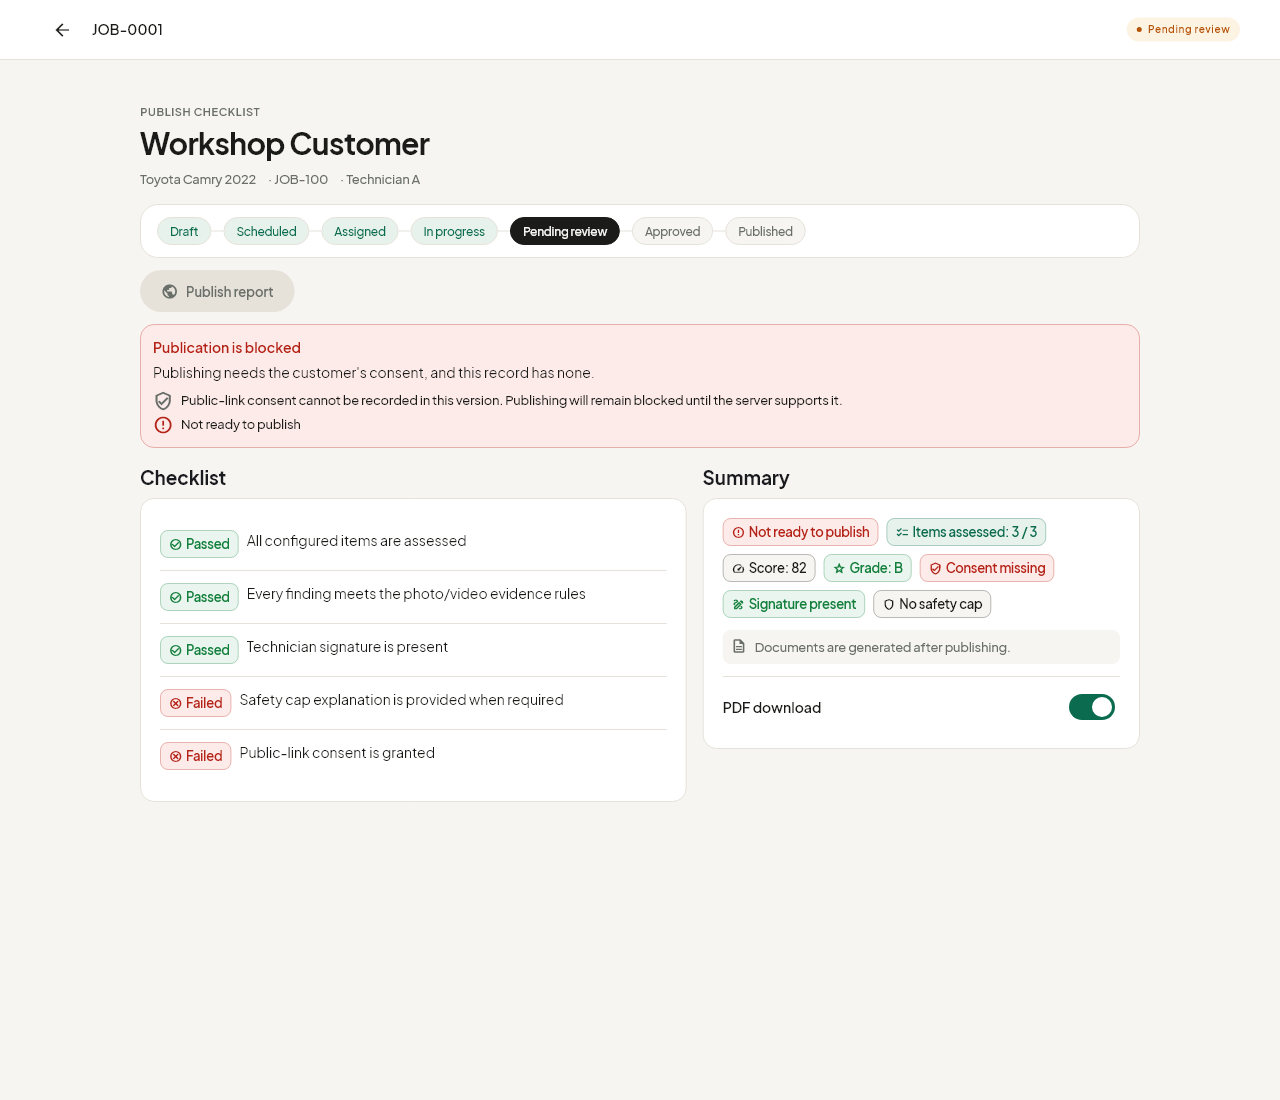 JOB-0001
Pending review
PUBLISH CHECKLIST
Workshop Customer
Toyota Camry 2022 · JOB-100 · Technician A
Draft
Scheduled
Assigned
In progress
Pending review
Approved
Published
Publish report
Publication is blocked
Publishing needs the customer's consent, and this record has none.
Public-link consent cannot be recorded in this version. Publishing will remain blocked until the server supports it.
Not ready to publish
Checklist
Passed All configured items are assessed
Passed Every finding meets the photo/video evidence rules
Passed Technician signature is present
Failed Safety cap explanation is provided when required
Failed Public-link consent is granted
Summary
Not ready to publish
Items assessed: 3 / 3
Score: 82
Grade: B
Consent missing
Signature present
No safety cap
Documents are generated after publishing.
PDF download